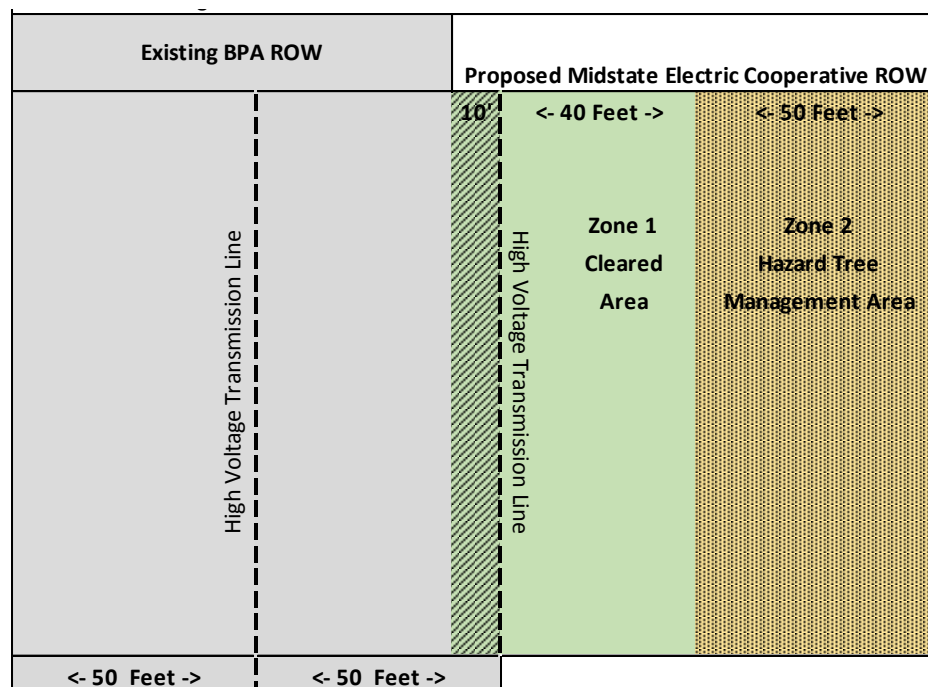 Existing BPA ROW
Proposed Midstate Electric Cooperative ROW
10'
<- 40 Feet ->
<- 50 Feet ->
High Voltage Transmission Line
High Voltage Transmission Line
Zone 1
Cleared
Area
Zone 2
Hazard Tree
Management Area
<- 50  Feet ->
<- 50  Feet ->